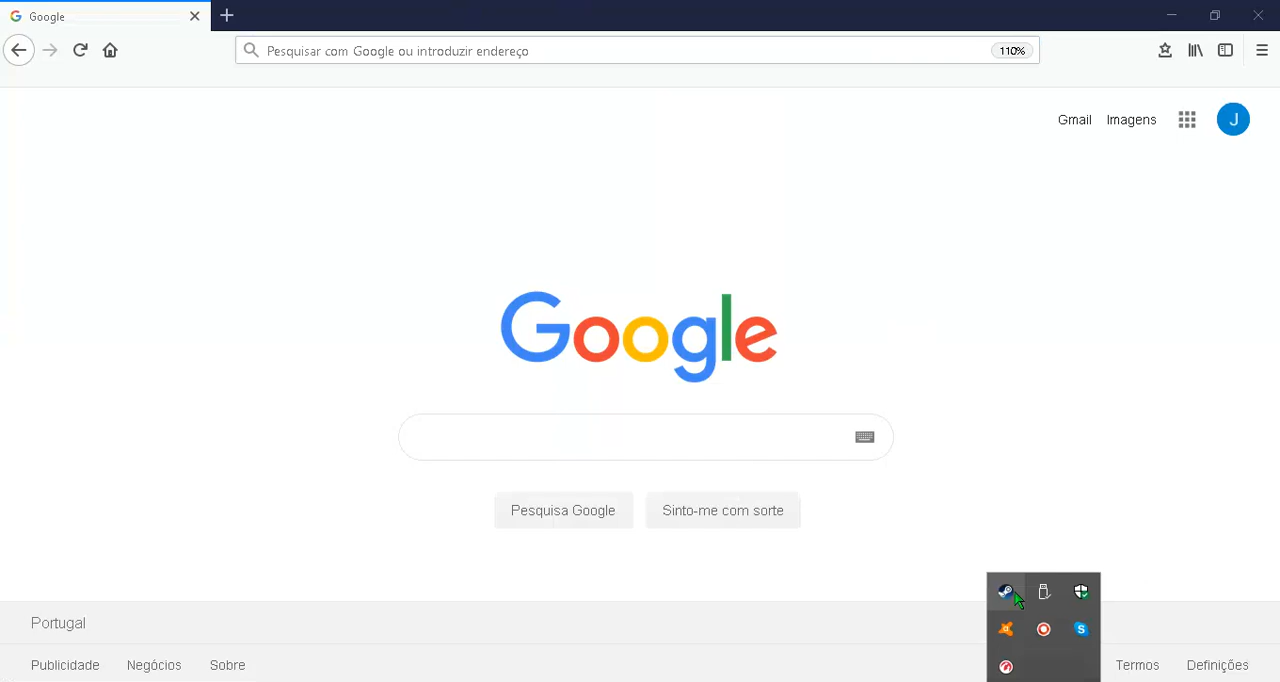 Google
Pesquisar com Google ou introduzir endereço
110%
Gmail Imagens
J
Google
Pesquisa Google Sinto-me com sorte
Portugal
Publicidade Negócios Sobre Termos Definições